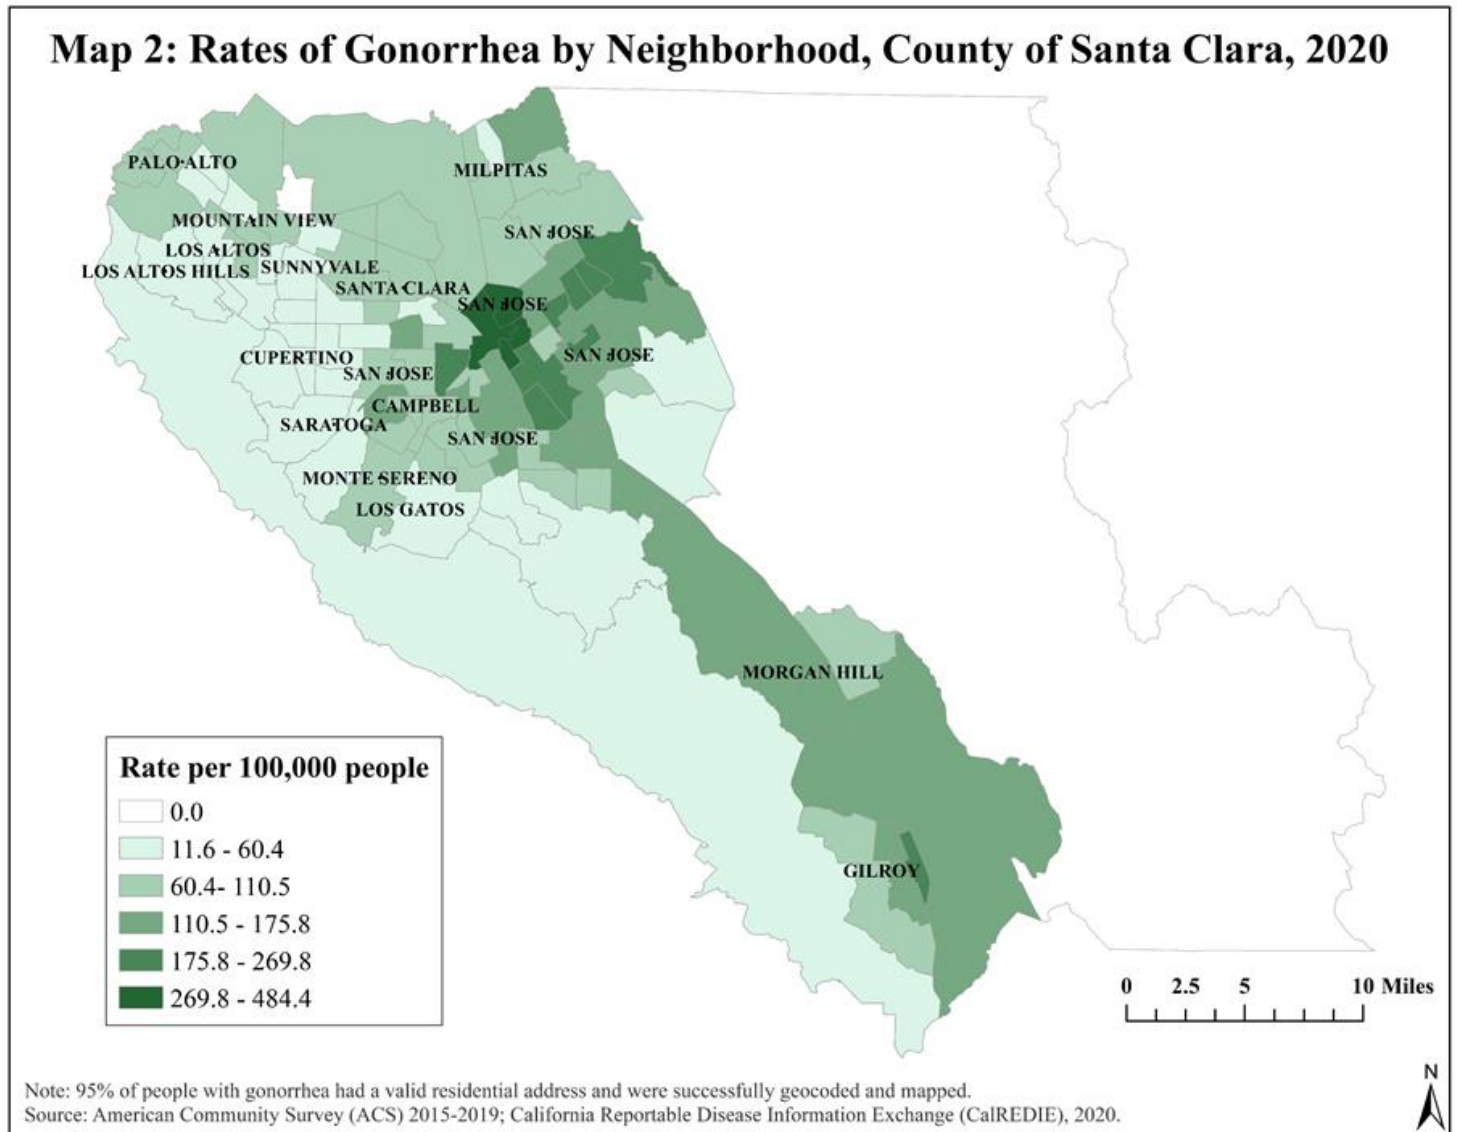 Map 2: Rates of Gonorrhea by Neighborhood, County of Santa Clara, 2020
PALO ALTO
MILPITAS
MOUNTAIN VIEW
SAN JOSE
LOS ALTOS
LOS ALTOS HILLS
SUNNYVALE
SANTA CLARA
SAN JOSE
CUPERTINO
SAN JOSE
SAN JOSE
CAMPBELL
SARATOGA
SAN JOSE
MONTE SERENO
LOS GATOS
MORGAN HILL
GILROY
Rate per 100,000 people
0.0
11.6 - 60.4
60.4- 110.5
110.5 - 175.8
175.8 - 269.8
269.8 - 484.4
0 2.5 5 10 Miles
N
Note: 95% of people with gonorrhea had a valid residential address and were successfully geocoded and mapped.
Source: American Community Survey (ACS) 2015-2019; California Reportable Disease Information Exchange (CalREDIE), 2020.